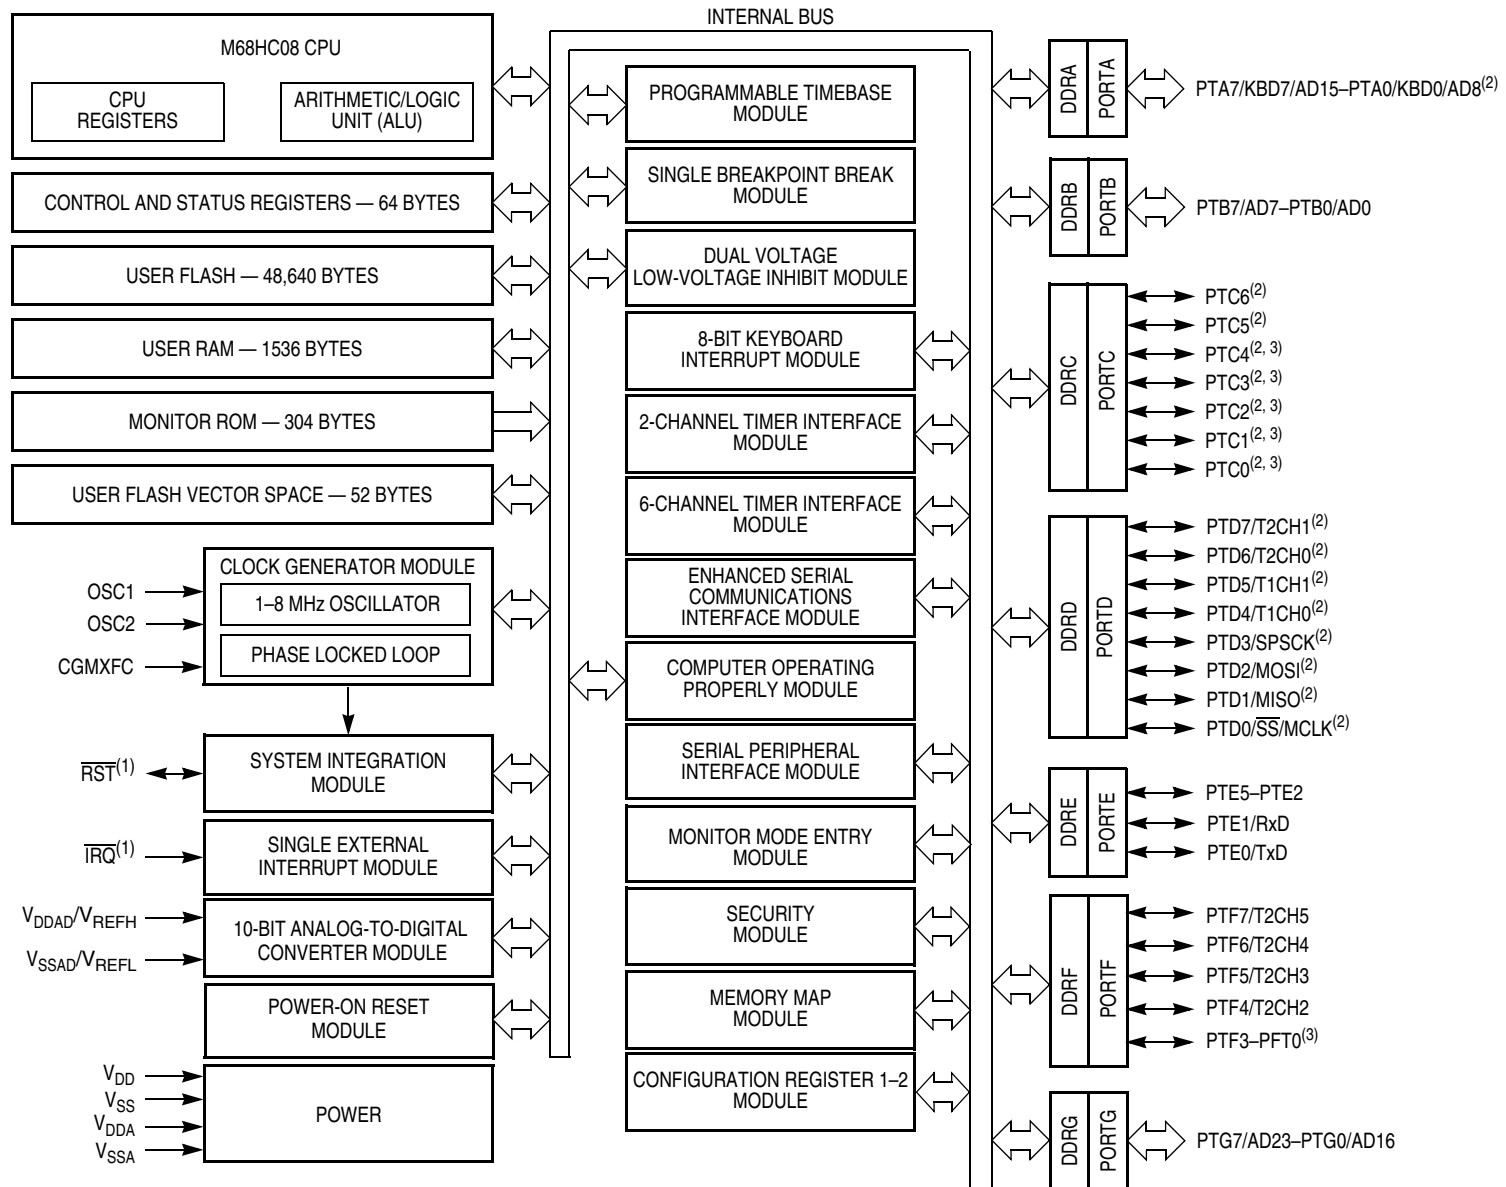 INTERNAL BUS
M68HC08 CPU
CPU
REGISTERS
ARITHMETIC/LOGIC
UNIT (ALU)
CONTROL AND STATUS REGISTERS — 64 BYTES
USER FLASH — 48,640 BYTES
USER RAM — 1536 BYTES
MONITOR ROM — 304 BYTES
USER FLASH VECTOR SPACE — 52 BYTES
CLOCK GENERATOR MODULE
1–8 MHz OSCILLATOR
PHASE LOCKED LOOP
OSC1
OSC2
CGMXFC
SYSTEM INTEGRATION
MODULE
RST(1)
SINGLE EXTERNAL
INTERRUPT MODULE
IRQ(1)
10-BIT ANALOG-TO-DIGITAL
CONVERTER MODULE
VDDAD/VREFH
VSSAD/VREFL
POWER-ON RESET
MODULE
POWER
VDD
VSS
VDDA
VSSA
PROGRAMMABLE TIMEBASE
MODULE
SINGLE BREAKPOINT BREAK
MODULE
DUAL VOLTAGE
LOW-VOLTAGE INHIBIT MODULE
8-BIT KEYBOARD
INTERRUPT MODULE
2-CHANNEL TIMER INTERFACE
MODULE
6-CHANNEL TIMER INTERFACE
MODULE
ENHANCED SERIAL
COMMUNICATIONS
INTERFACE MODULE
COMPUTER OPERATING
PROPERLY MODULE
SERIAL PERIPHERAL
INTERFACE MODULE
MONITOR MODE ENTRY
MODULE
SECURITY
MODULE
MEMORY MAP
MODULE
CONFIGURATION REGISTER 1–2
MODULE
DDRA
PORTA
PTA7/KBD7/AD15–PTA0/KBD0/AD8(2)
DDRB
PORTB
PTB7/AD7–PTB0/AD0
DDRC
PORTC
PTC6(2)
PTC5(2)
PTC4(2, 3)
PTC3(2, 3)
PTC2(2, 3)
PTC1(2, 3)
PTC0(2, 3)
DDRD
PORTD
PTD7/T2CH1(2)
PTD6/T2CH0(2)
PTD5/T1CH1(2)
PTD4/T1CH0(2)
PTD3/SPSCK(2)
PTD2/MOSI(2)
PTD1/MISO(2)
PTD0/SS/MCLK(2)
DDRE
PORTE
PTE5–PTE2
PTE1/RxD
PTE0/TxD
DDRF
PORTF
PTF7/T2CH5
PTF6/T2CH4
PTF5/T2CH3
PTF4/T2CH2
PTF3–PFT0(3)
DDRG
PORTG
PTG7/AD23–PTG0/AD16